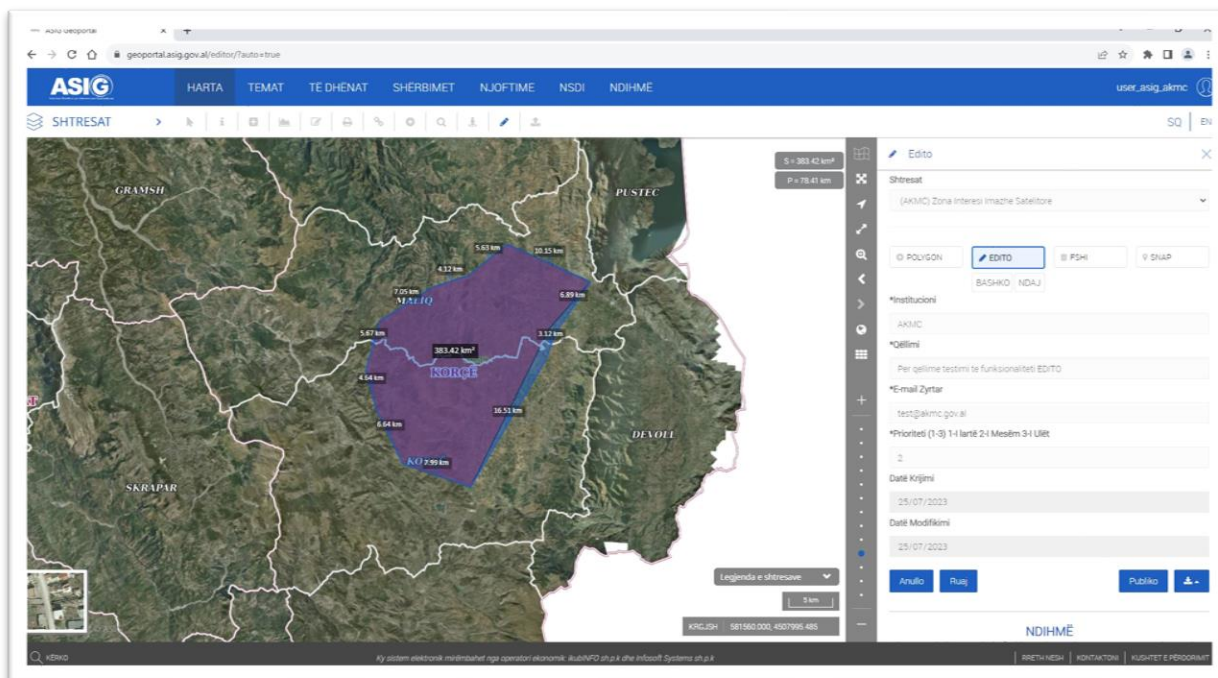 ASIG Geoportal
geoportal.asig.gov.al/editor/?auto=true
ASIG
HARTA TEMAT TË DHËNAT SHËRBIMET NJOFTIME NSDI NDIHMË
user_asig_akmc
SHTRESAT
SQ EN
S = 383.42 km²
P = 78.41 km
GRAMSH
PUSTEC
5.63 km
10.15 km
4.12 km
7.05 km
6.89 km
MALIQ
5.67 km
3.12 km
383.42 km²
KORÇË
4.64 km
16.51 km
6.64 km
DEVOLL
7.99 km
SKRAPAR
Legjenda e shtresave
5 km
KRGJSH 581560.000, 4507995.485
Edito
Shtresat
(AKMC) Zona Interesi Imazhe Satelitore
POLYGON EDITO FSHI SNAP
BASHKO NDAJ
*Institucioni
AKMC
*Qëllimi
Per qellime testimi te funksionaliteti EDITO
*E-mail Zyrtar
test@akmc.gov.al
*Prioriteti (1-3) 1-I lartë 2-I Mesëm 3-I Ulët
2
Datë Krijimi
25/07/2023
Datë Modifikimi
25/07/2023
Anullo Ruaj Publiko
NDIHMË
KËRKO
Ky sistem elektronik mirëmbahet nga operatori ekonomik: ikubINFO sh.p.k dhe Infosoft Systems sh.p.k
RRETH NESH KONTAKTONI KUSHTET E PËRDORIMIT